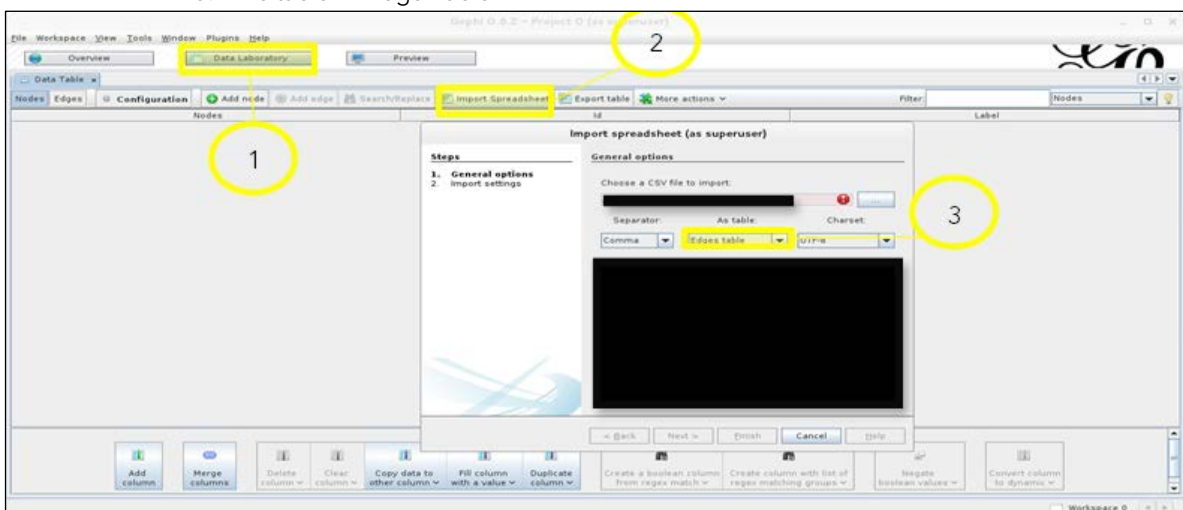 Gephi 0.8.2 - Project 0 (as superuser)
File Workspace View Tools Window Plugins Help
Overview Data Laboratory Preview
Data Table
Nodes Edges Configuration Add node Add edge Search/Replace Import Spreadsheet Export table More actions Filter: Nodes
Nodes Id Label
Import spreadsheet (as superuser)
Steps
1. General options
2. Import settings
General options
Choose a CSV file to import:
...
Separator: As table: Charset:
Comma Edges table UTF-8
< Back Next > Finish Cancel Help
Add column
Merge columns
Delete column
Clear column
Copy data to other column
Fill column with a value
Duplicate column
Create a boolean column from regex match
Create column with list of regex matching groups
Negate boolean values
Convert column to dynamic
Workspace 0
1
2
3